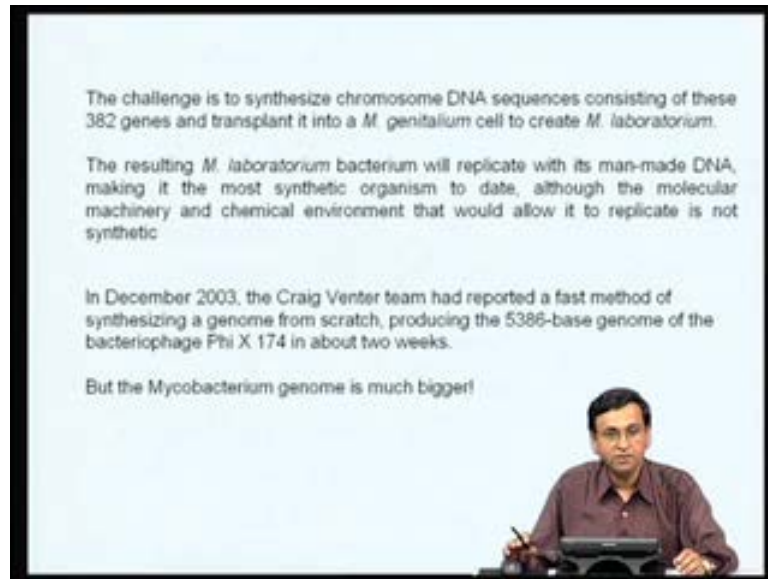 The challenge is to synthesize chromosome DNA sequences consisting of these
382 genes and transplant it into a M. genitalium cell to create M. laboratorium.
The resulting M. laboratorium bacterium will replicate with its man-made DNA,
making it the most synthetic organism to date, although the molecular
machinery and chemical environment that would allow it to replicate is not
synthetic
In December 2003, the Craig Venter team had reported a fast method of
synthesizing a genome from scratch, producing the 5386-base genome of the
bacteriophage Phi X 174 in about two weeks.
But the Mycobacterium genome is much bigger!